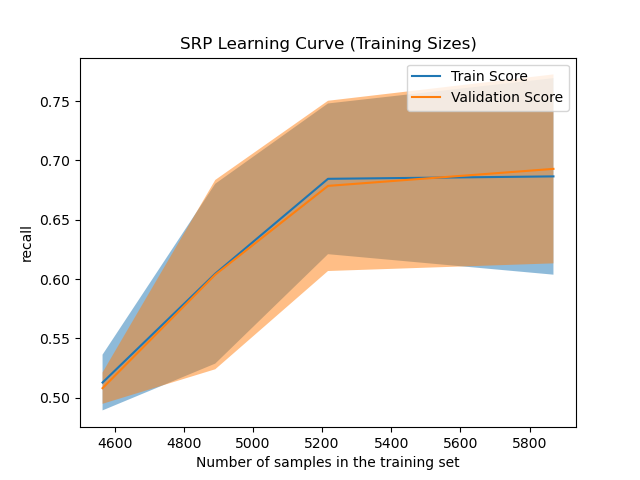 SRP Learning Curve (Training Sizes)
Train Score
Validation Score
0.75
0.70
0.65
0.60
0.55
0.50
recall
4600 4800 5000 5200 5400 5600 5800
Number of samples in the training set